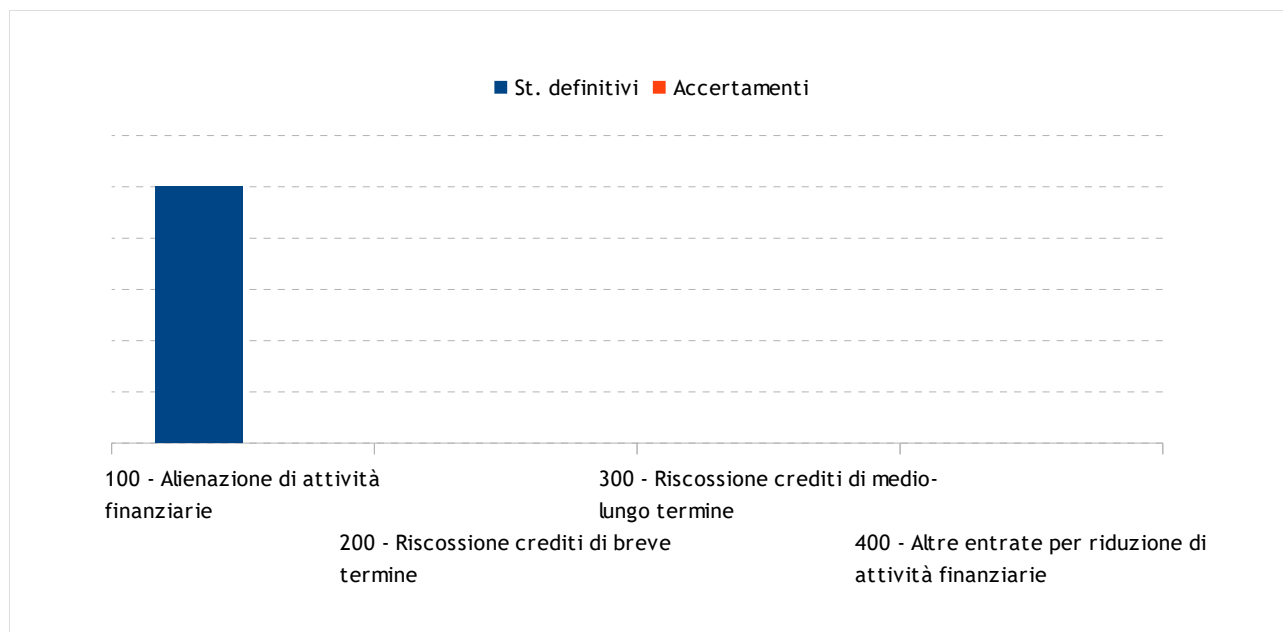 St. definitivi Accertamenti
100 - Alienazione di attività
finanziarie
200 - Riscossione crediti di breve
termine
300 - Riscossione crediti di medio-
lungo termine
400 - Altre entrate per riduzione di
attività finanziarie